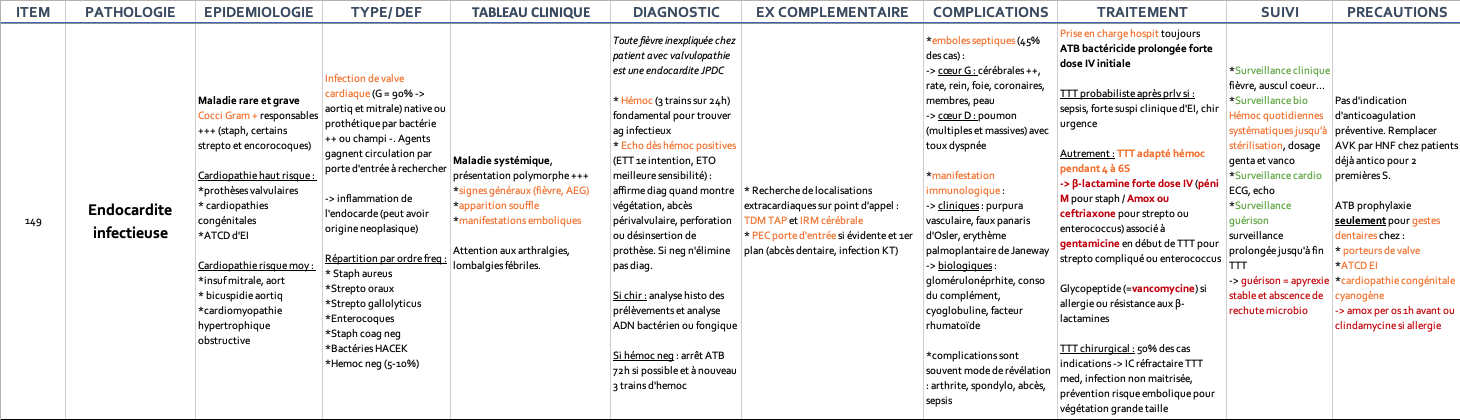 ITEM
PATHOLOGIE
EPIDEMIOLOGIE
TYPE/ DEF
TABLEAU CLINIQUE
DIAGNOSTIC
EX COMPLEMENTAIRE
COMPLICATIONS
TRAITEMENT
SUIVI
PRECAUTIONS
149
Endocardite
infectieuse
Maladie rare et grave
Cocci Gram + responsables
+++ (staph, certains
strepto et encorocoques)
Cardiopathie haut risque :
*prothèses valvulaires
* cardiopathies
congénitales
*ATCD d'EI
Cardiopathie risque moy :
*insuf mitrale, aort
* bicuspidie aortiq
*cardiomyopathie
hypertrophique
obstructive
Infection de valve
cardiaque (G = 90% ->
aortiq et mitrale) native ou
prothétique par bactérie
++ ou champi -. Agents
gagnent circulation par
porte d'entrée à rechercher
-> inflammation de
l'endocarde (peut avoir
origine neoplasique)
Répartition par ordre freq :
* Staph aureus
*Strepto oraux
*Strepto gallolyticus
*Enterocoques
*Staph coag neg
*Bactéries HACEK
*Hemoc neg (5-10%)
Maladie systémique,
présentation polymorphe +++
*signes généraux (fièvre, AEG)
*apparition souffle
*manifestations emboliques
Attention aux arthralgies,
lombalgies fébriles.
Toute fièvre inexpliquée chez
patient avec valvulopathie
est une endocardite JPDC
* Hémoc (3 trains sur 24h)
fondamental pour trouver
ag infectieux
* Echo dès hémoc positives
(ETT 1e intention, ETO
meilleure sensibilité) :
affirme diag quand montre
végétation, abcès
périvalvulaire, perforation
ou désinsertion de
prothèse. Si neg n'élimine
pas diag.
Si chir : analyse histo des
prélèvements et analyse
ADN bactérien ou fongique
Si hémoc neg : arrêt ATB
72h si possible et à nouveau
3 trains d'hemoc
* Recherche de localisations
extracardiaques sur point d'appel :
TDM TAP et IRM cérébrale
* PEC porte d'entrée si évidente et 1er
plan (abcès dentaire, infection KT)
*emboles septiques (45%
des cas) :
-> cœur G : cérébrales ++,
rate, rein, foie, coronaires,
membres, peau
-> cœur D : poumon
(multiples et massives) avec
toux dyspnée
*manifestation
immunologique :
-> cliniques : purpura
vasculaire, faux panaris
d'Osler, erythème
palmoplantaire de Janeway
-> biologiques :
glomérulonéprhite, conso
du complément,
cyoglobuline, facteur
rhumatoïde
*complications sont
souvent mode de révélation
: arthrite, spondylo, abcès,
sepsis
Prise en charge hospit toujours
ATB bactéricide prolongée forte
dose IV initiale
TTT probabiliste après prlv si :
sepsis, forte suspi clinique d'EI, chir
urgence
Autrement : TTT adapté hémoc
pendant 4 à 6S
-> β-lactamine forte dose IV (péni
M pour staph / Amox ou
ceftriaxone pour strepto ou
enterococcus) associé à
gentamicine en début de TTT pour
strepto compliqué ou enterococcus
Glycopeptide (=vancomycine) si
allergie ou résistance aux β-
lactamines
TTT chirurgical : 50% des cas
indications -> IC réfractaire TTT
med, infection non maitrisée,
prévention risque embolique pour
végétation grande taille
*Surveillance clinique
fièvre, auscul coeur...
*Surveillance bio
Hémoc quotidiennes
systématiques jusqu'à
stérilisation, dosage
genta et vanco
*Surveillance cardio
ECG, echo
*Surveillance
guérison
surveillance
prolongée jusqu'à fin
TTT
-> guérison = apyrexie
stable et abscence de
rechute microbio
Pas d'indication
d'anticoagulation
préventive. Remplacer
AVK par HNF chez patients
déjà antico pour 2
premières S.
ATB prophylaxie
seulement pour gestes
dentaires chez :
* porteurs de valve
*ATCD EI
*cardiopathie congénitale
cyanogène
-> amox per os 1h avant ou
clindamycine si allergie